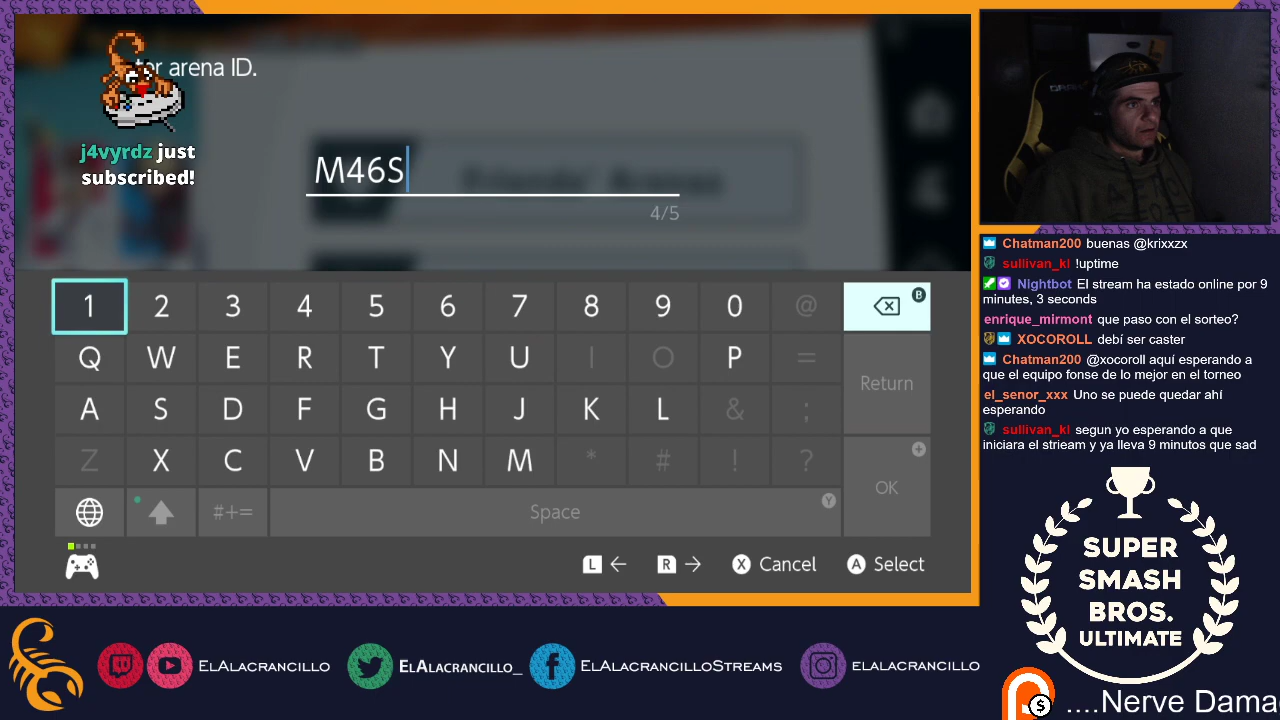 ter arena ID.
j4vyrdz just
subscribed!
M46S
Friends' Arenas
4/5
1 2 3 4 5 6 7 8 9 0 @ B
Q W E R T Y U I O P =
Return
A S D F G H J K L & ;
Z X C V B N M * # ! ?
OK
#+= Space Y
L ← R → X Cancel A Select
Chatman200 buenas @krixxzx
sullivan_kl !uptime
Nightbot El stream ha estado online por 9
minutes, 3 seconds
enrique_mirmont que paso con el sorteo?
XOCOROLL debí ser caster
Chatman200 @xocoroll aquí esperando a
que el equipo fonse de lo mejor en el torneo
el_senor_xxx Uno se puede quedar ahí
esperando
sullivan_kl segun yo esperando a que
iniciara el strieam y ya lleva 9 minutos que sad
SUPER
SMASH
BROS.
ULTIMATE
ElAlacrancillo
ElAlacrancillo_
ElAlacrancilloStreams
elalacrancillo
....Nerve Dama